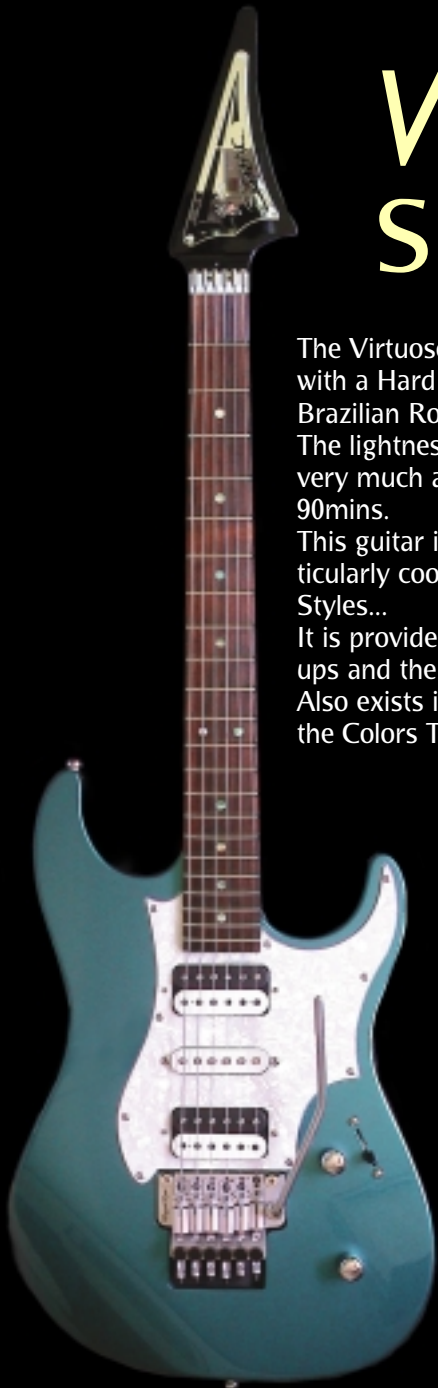 V
S
The Virtuos
with a Hard
Brazilian Ro
The lightnes
very much a
90mins.
This guitar i
ticularly coo
Styles...
It is provide
ups and the
Also exists i
the Colors T